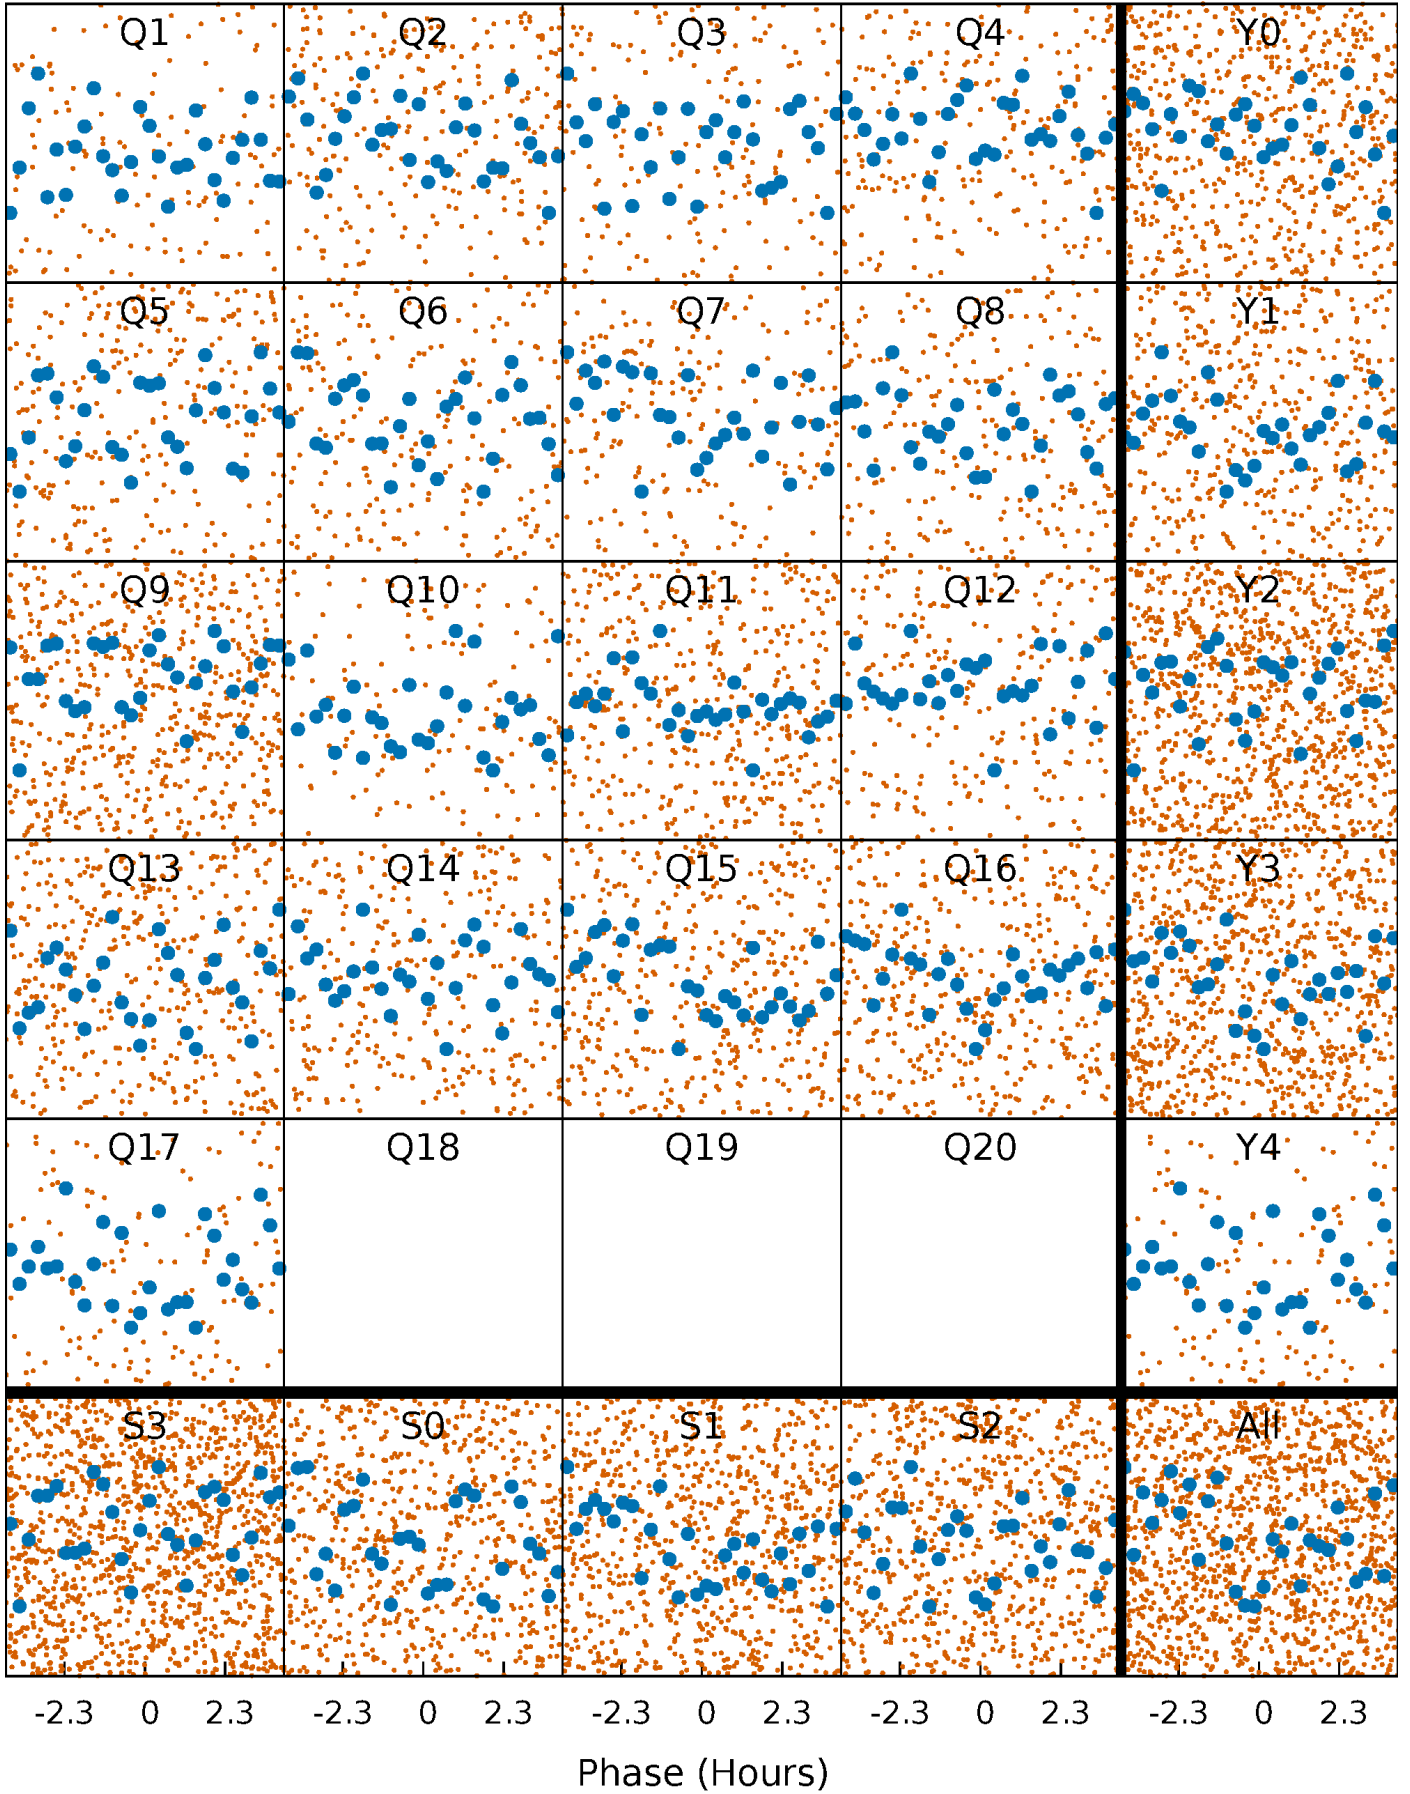 Q1 Q2 Q3 Q4 Y0
Q5 Q6 Q7 Q8 Y1
Q9 Q10 Q11 Q12 Y2
Q13 Q14 Q15 Q16 Y3
Q17 Q18 Q19 Q20 Y4
S3 S0 S1 S2 All
-2.3 0 2.3 -2.3 0 2.3 -2.3 0 2.3 -2.3 0 2.3 -2.3 0 2.3
Phase (Hours)